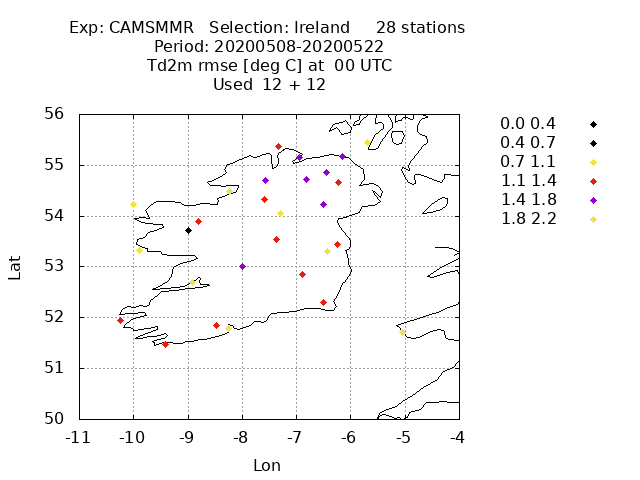 Exp: CAMSMMR   Selection: Ireland     28 stations
Period: 20200508-20200522
Td2m rmse [deg C] at  00 UTC
Used  12 + 12
56
55
54
53
52
51
50
-11 -10 -9 -8 -7 -6 -5 -4
Lat
Lon
0.0 0.4
0.4 0.7
0.7 1.1
1.1 1.4
1.4 1.8
1.8 2.2